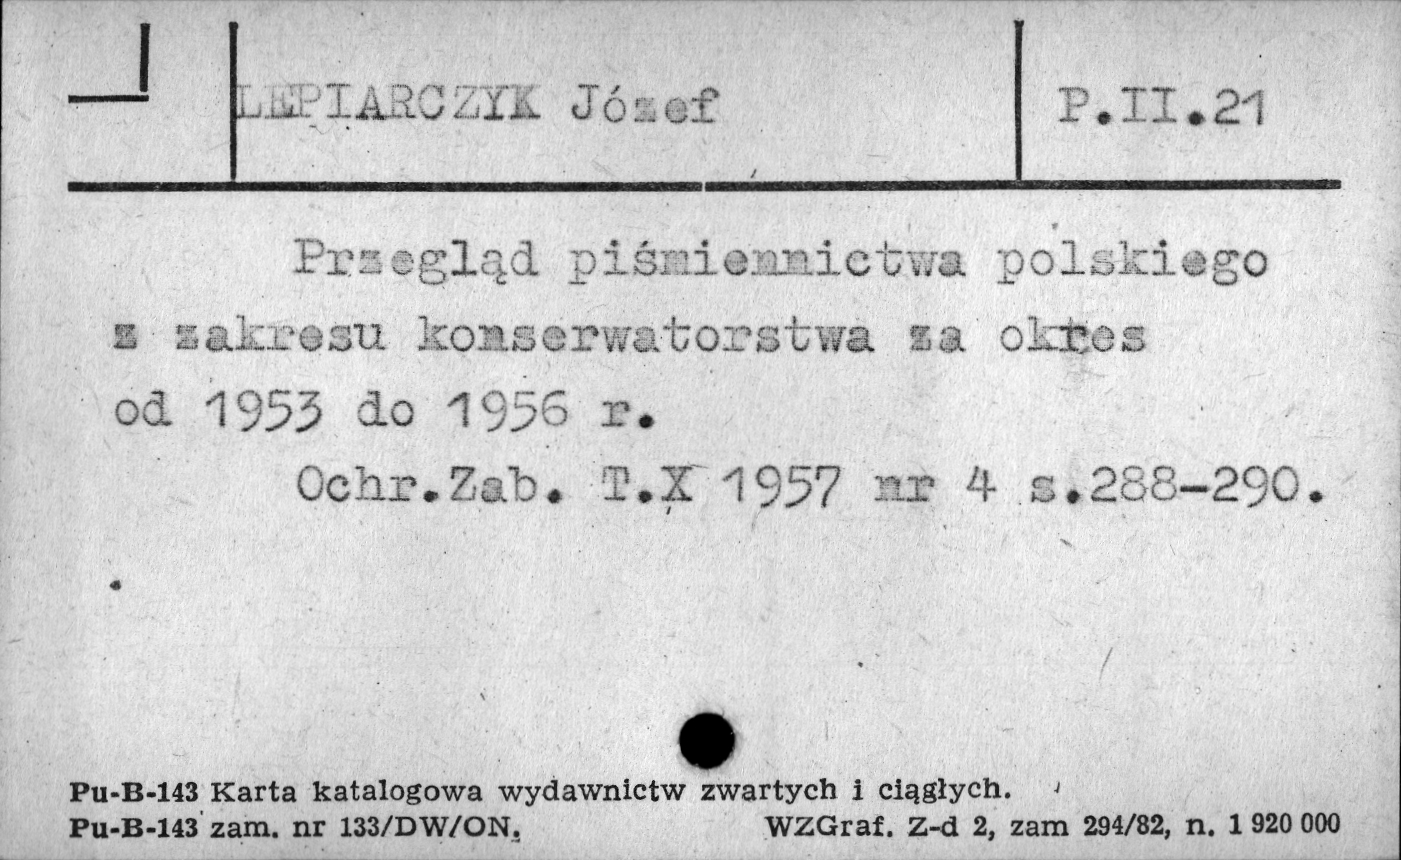 LEPIARCZYK Józef
P.II.21
Przegląd piśmiennictwa polskiego
z zakresu konserwatorstwa za okres
od 1953 do 1956 r.
Ochr.Zab. T.X 1957 nr 4 s.288-290.
Pu-B-143 Karta katalogowa wydawnictw zwartych i ciągłych.
Pu-B-143 zam. nr 133/DW/ON. WZGraf. Z-d 2, zam 294/82, n. 1 920 000